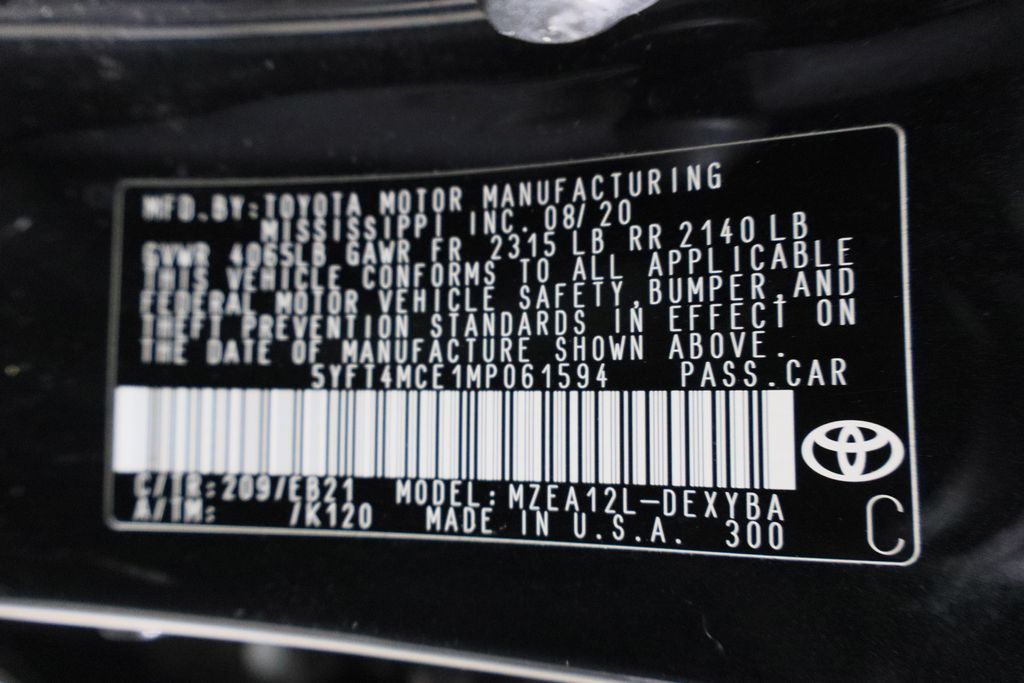 MFD.BY:TOYOTA MOTOR MANUFACTURING
MISSISSIPPI INC. 08/20
GVWR 4065LB GAWR FR 2315 LB RR 2140 LB
THIS VEHICLE CONFORMS TO ALL APPLICABLE
FEDERAL MOTOR VEHICLE SAFETY,BUMPER,AND
THEFT PREVENTION STANDARDS IN EFFECT ON
THE DATE OF MANUFACTURE SHOWN ABOVE.
5YFT4MCE1MP061594 PASS.CAR
C/TR:209/EB21 MODEL:MZEA12L-DEXYBA
A/TM: /K120 MADE IN U.S.A. 300
C